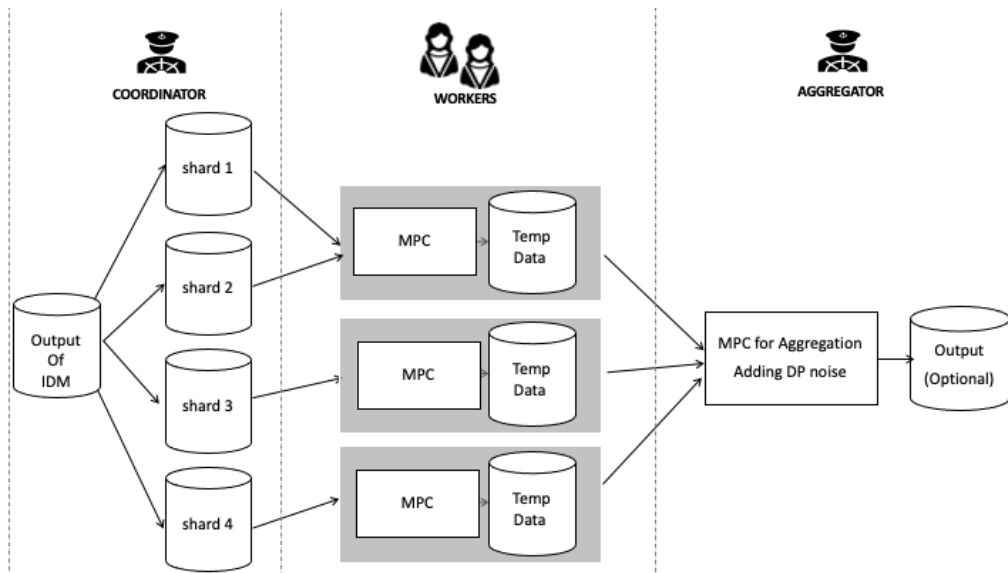 COORDINATOR
WORKERS
AGGREGATOR
shard 1
shard 2
shard 3
shard 4
Output
Of
IDM
MPC
Temp
Data
MPC
Temp
Data
MPC
Temp
Data
MPC for Aggregation
Adding DP noise
Output
(Optional)